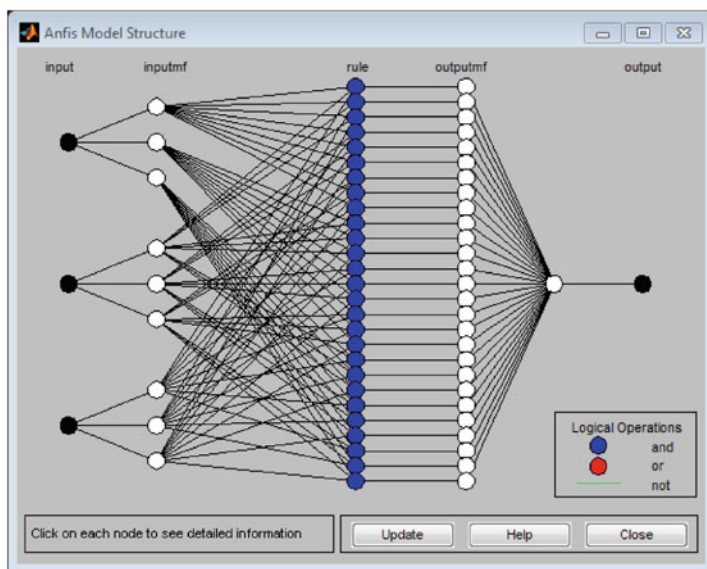 Anfis Model Structure
input inputmf rule outputmf output
Logical Operations
and
or
not
Click on each node to see detailed information
Update Help Close